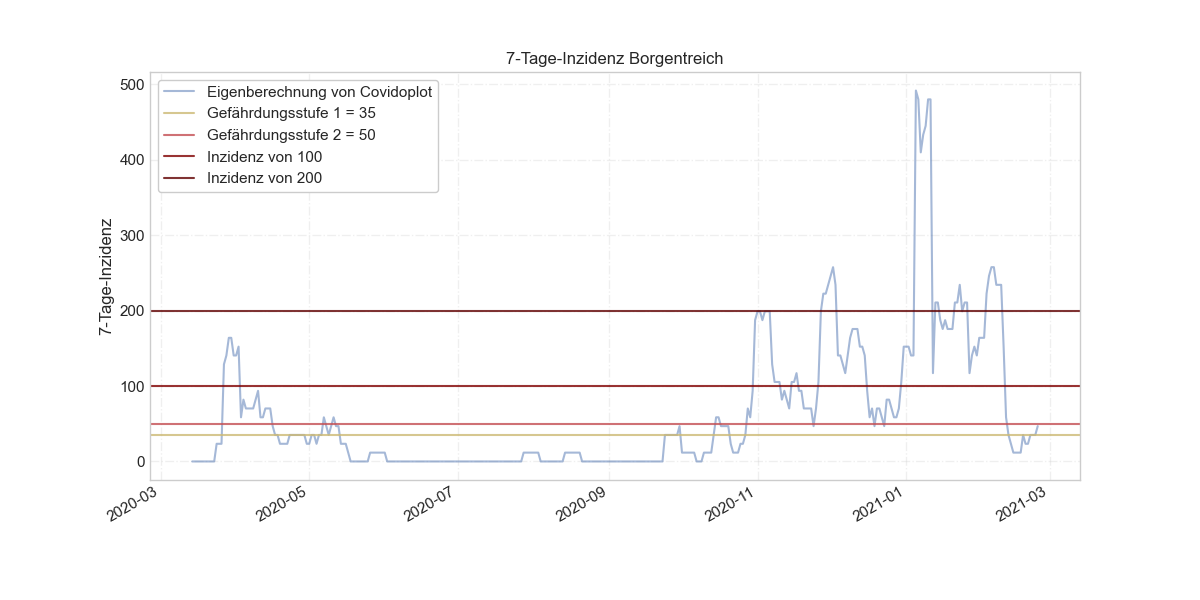 7-Tage-Inzidenz Borgentreich
Eigenberechnung von Covidoplot
Gefährdungsstufe 1 = 35
Gefährdungsstufe 2 = 50
Inzidenz von 100
Inzidenz von 200
7-Tage-Inzidenz
500
400
300
200
100
0
2020-03
2020-05
2020-07
2020-09
2020-11
2021-01
2021-03